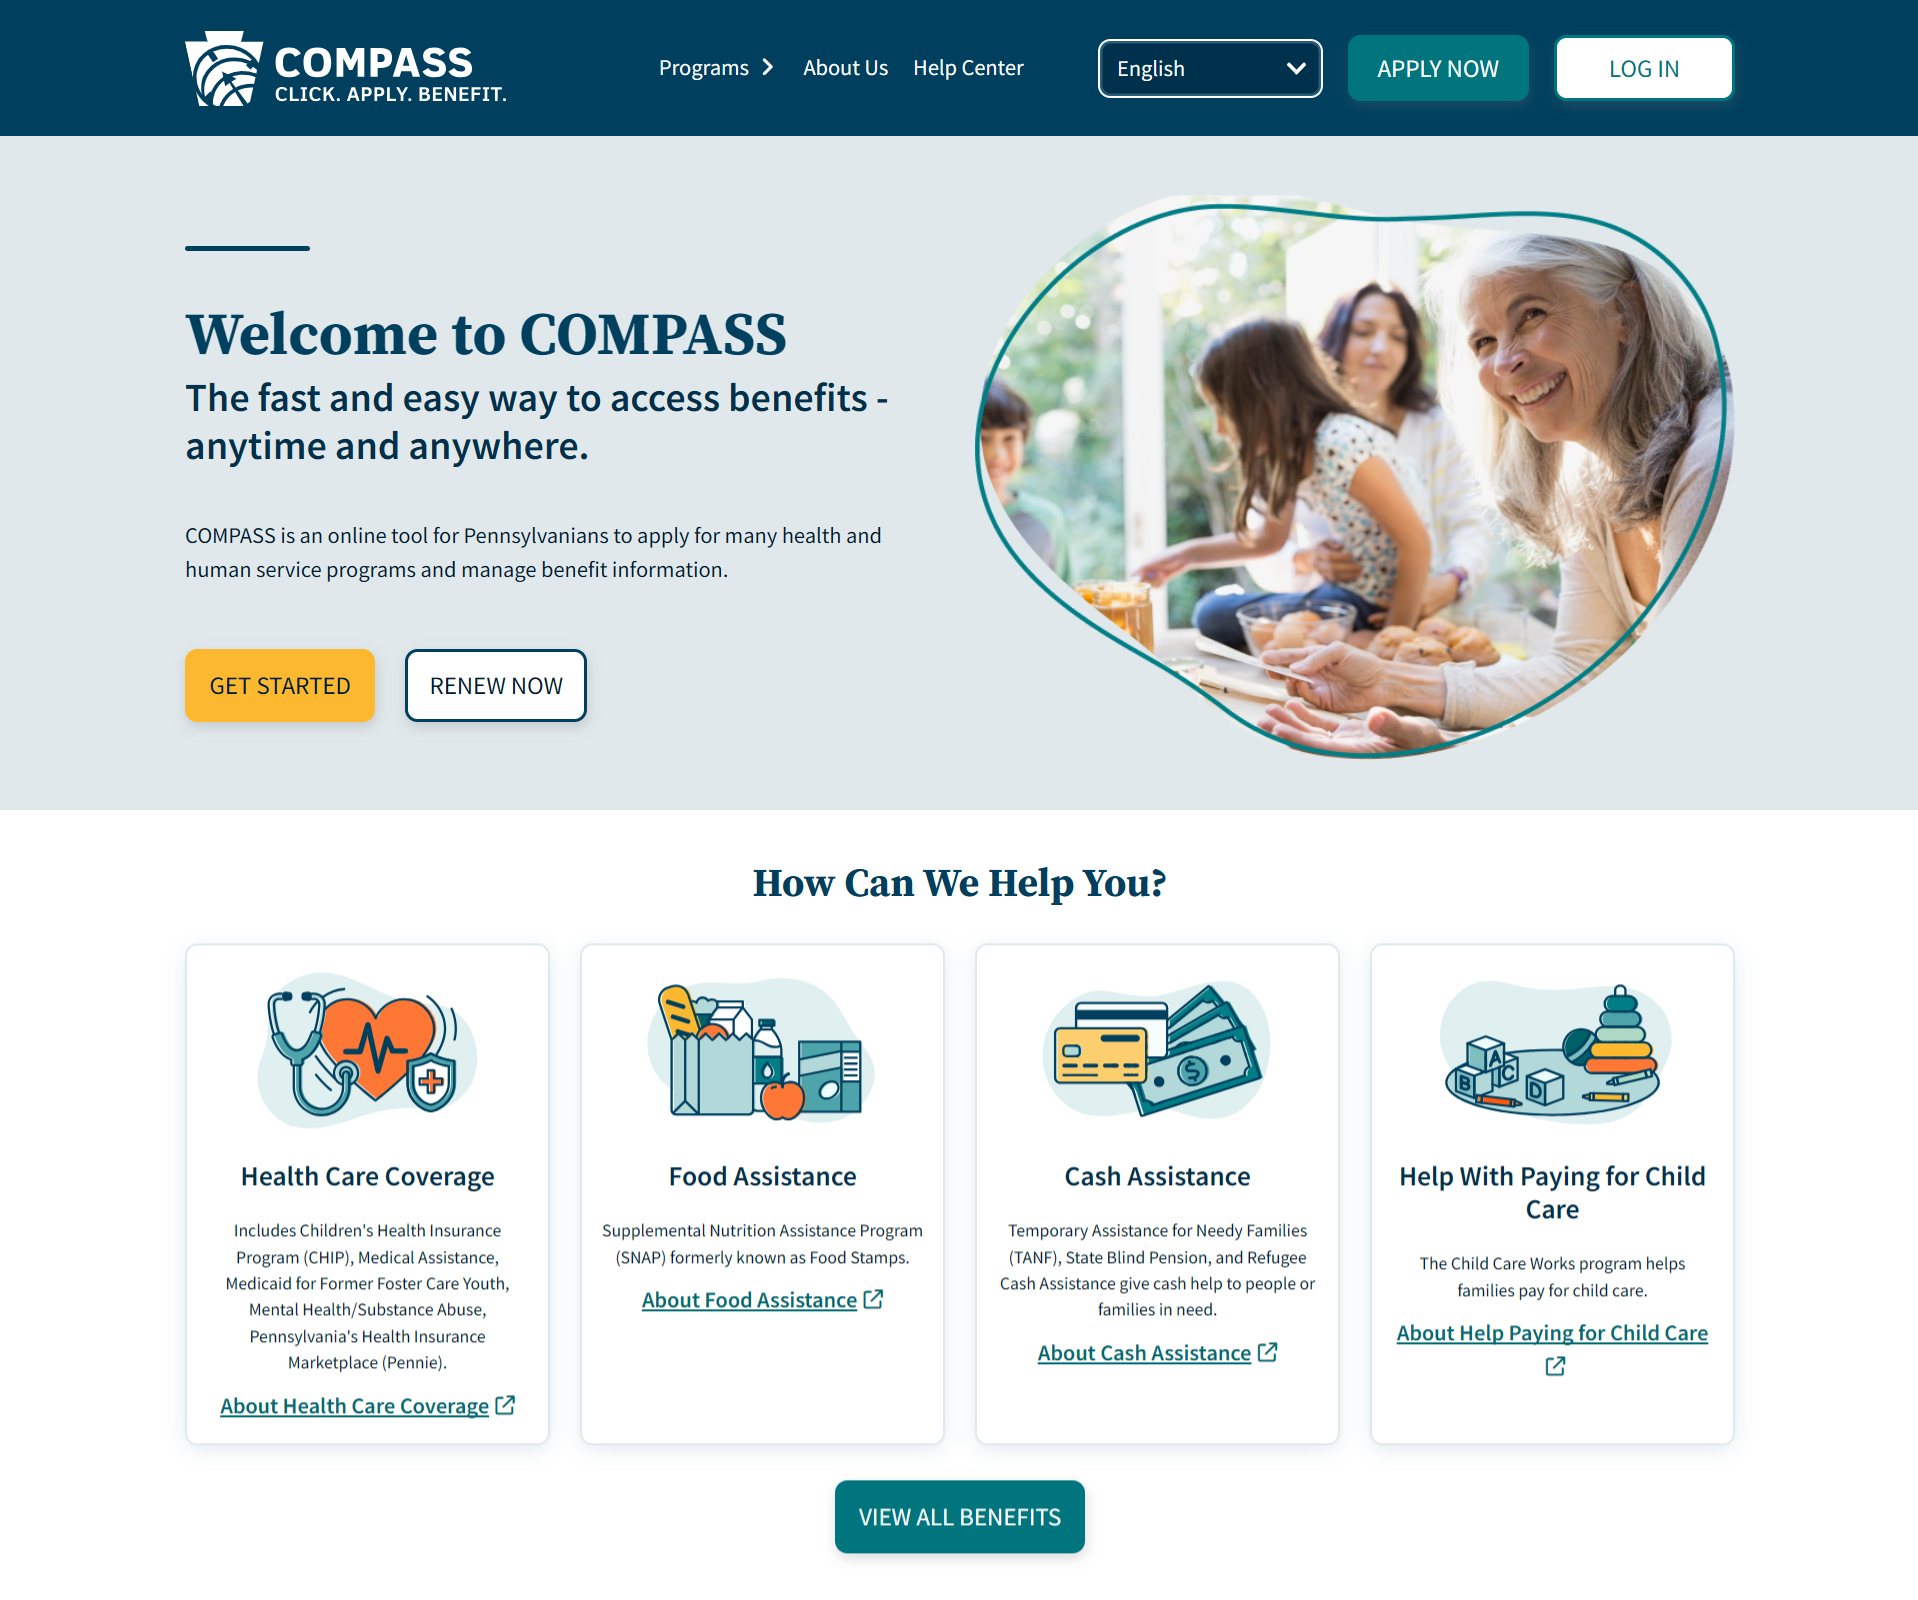 COMPASS
CLICK. APPLY. BENEFIT.
Programs
About Us
Help Center
English
APPLY NOW
LOG IN
Welcome to COMPASS
The fast and easy way to access benefits -
anytime and anywhere.
COMPASS is an online tool for Pennsylvanians to apply for many health and
human service programs and manage benefit information.
GET STARTED
RENEW NOW
How Can We Help You?
Health Care Coverage
Includes Children's Health Insurance
Program (CHIP), Medical Assistance,
Medicaid for Former Foster Care Youth,
Mental Health/Substance Abuse,
Pennsylvania's Health Insurance
Marketplace (Pennie).
About Health Care Coverage
Food Assistance
Supplemental Nutrition Assistance Program
(SNAP) formerly known as Food Stamps.
About Food Assistance
$
Cash Assistance
Temporary Assistance for Needy Families
(TANF), State Blind Pension, and Refugee
Cash Assistance give cash help to people or
families in need.
About Cash Assistance
A
B
C
D
Help With Paying for Child
Care
The Child Care Works program helps
families pay for child care.
About Help Paying for Child Care
VIEW ALL BENEFITS